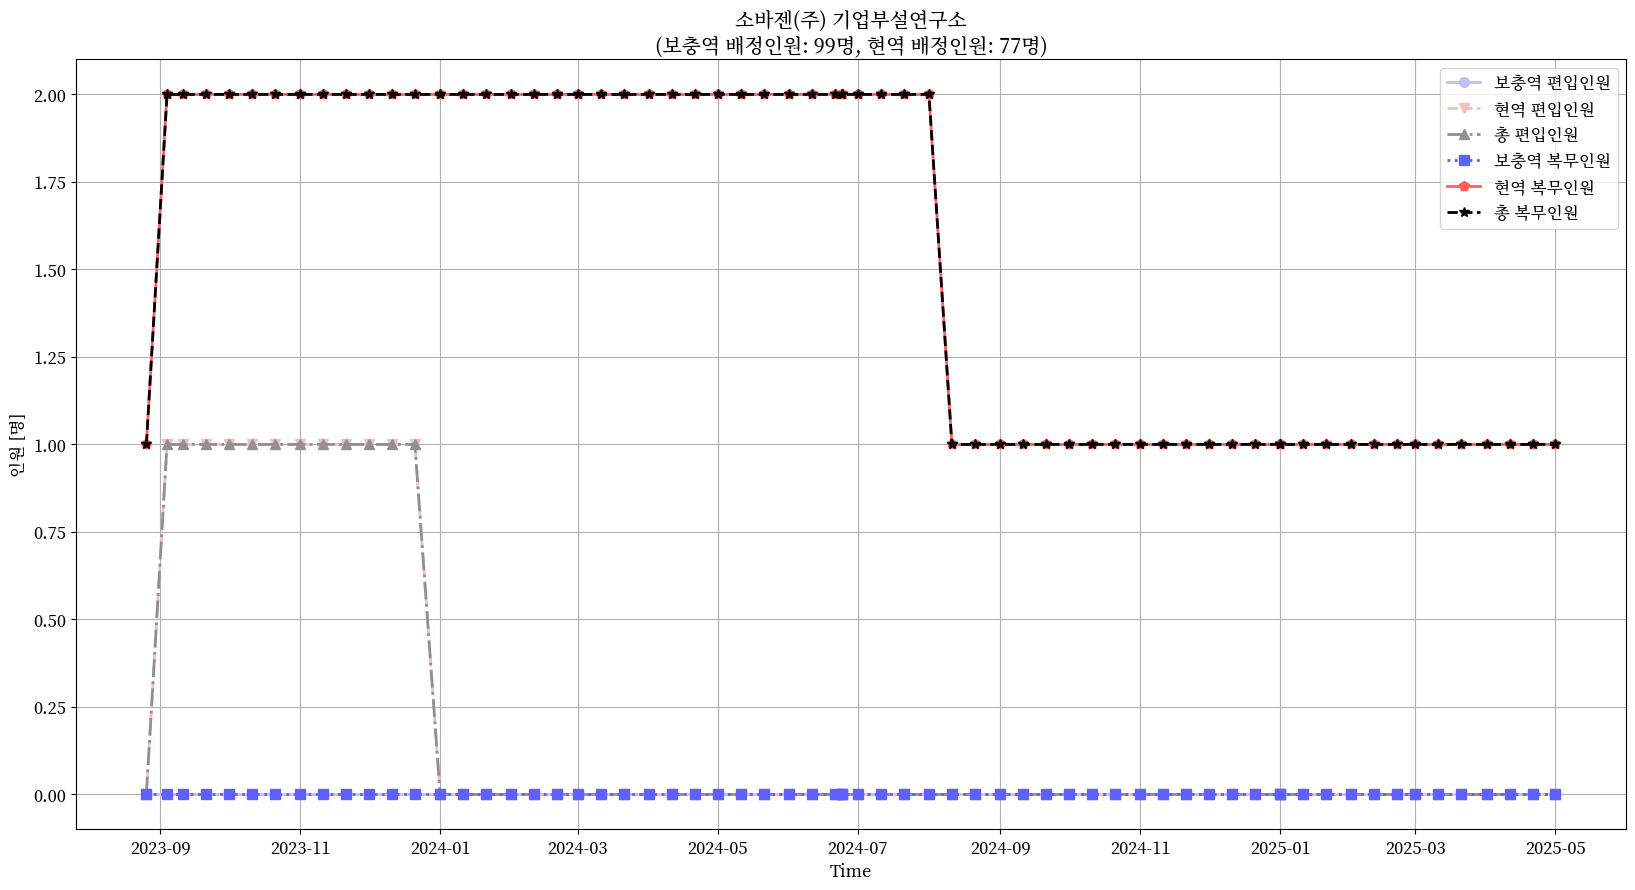 소바젠(주) 기업부설연구소
(보충역 배정인원: 99명, 현역 배정인원: 77명)
보충역 편입인원
현역 편입인원
총 편입인원
보충역 복무인원
현역 복무인원
총 복무인원
인원 [명]
2.00
1.75
1.50
1.25
1.00
0.75
0.50
0.25
0.00
2023-09 2023-11 2024-01 2024-03 2024-05 2024-07 2024-09 2024-11 2025-01 2025-03 2025-05
Time